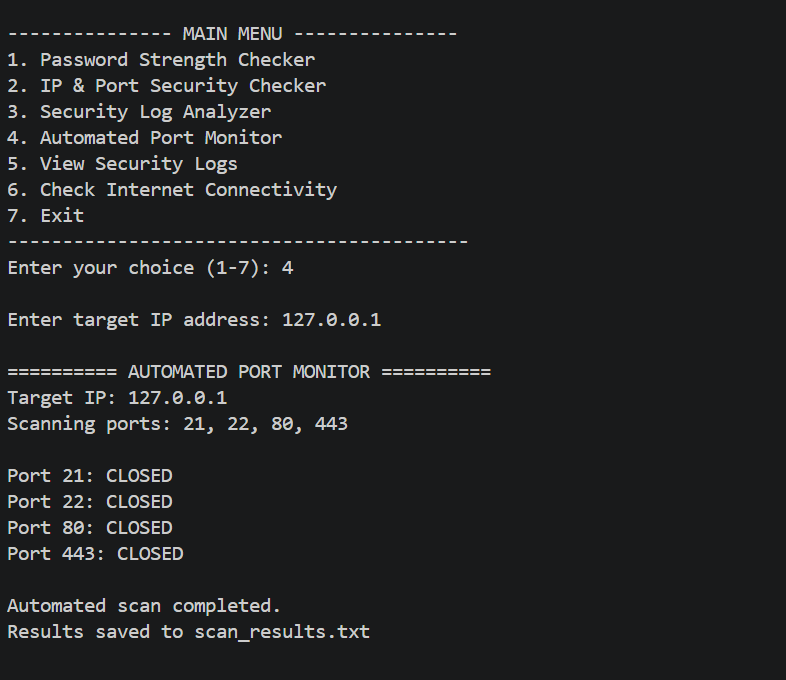 --------------- MAIN MENU ---------------
1. Password Strength Checker
2. IP & Port Security Checker
3. Security Log Analyzer
4. Automated Port Monitor
5. View Security Logs
6. Check Internet Connectivity
7. Exit
------------------------------------------
Enter your choice (1-7): 4
Enter target IP address: 127.0.0.1
========== AUTOMATED PORT MONITOR ==========
Target IP: 127.0.0.1
Scanning ports: 21, 22, 80, 443
Port 21: CLOSED
Port 22: CLOSED
Port 80: CLOSED
Port 443: CLOSED
Automated scan completed.
Results saved to scan_results.txt